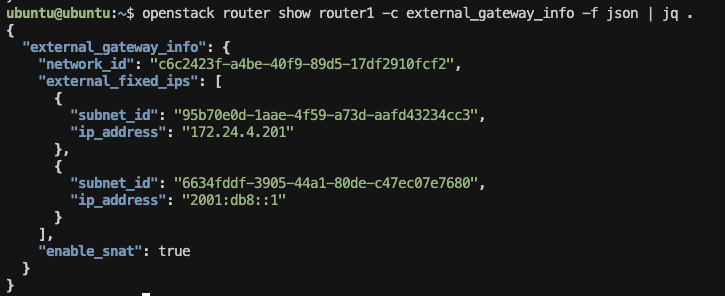 ubuntu@ubuntu:~$ openstack router show router1 -c external_gateway_info -f json | jq .
{
  "external_gateway_info": {
    "network_id": "c6c2423f-a4be-40f9-89d5-17df2910fcf2",
    "external_fixed_ips": [
      {
        "subnet_id": "95b70e0d-1aae-4f59-a73d-aafd43234cc3",
        "ip_address": "172.24.4.201"
      },
      {
        "subnet_id": "6634fddf-3905-44a1-80de-c47ec07e7680",
        "ip_address": "2001:db8::1"
      }
    ],
    "enable_snat": true
  }
}